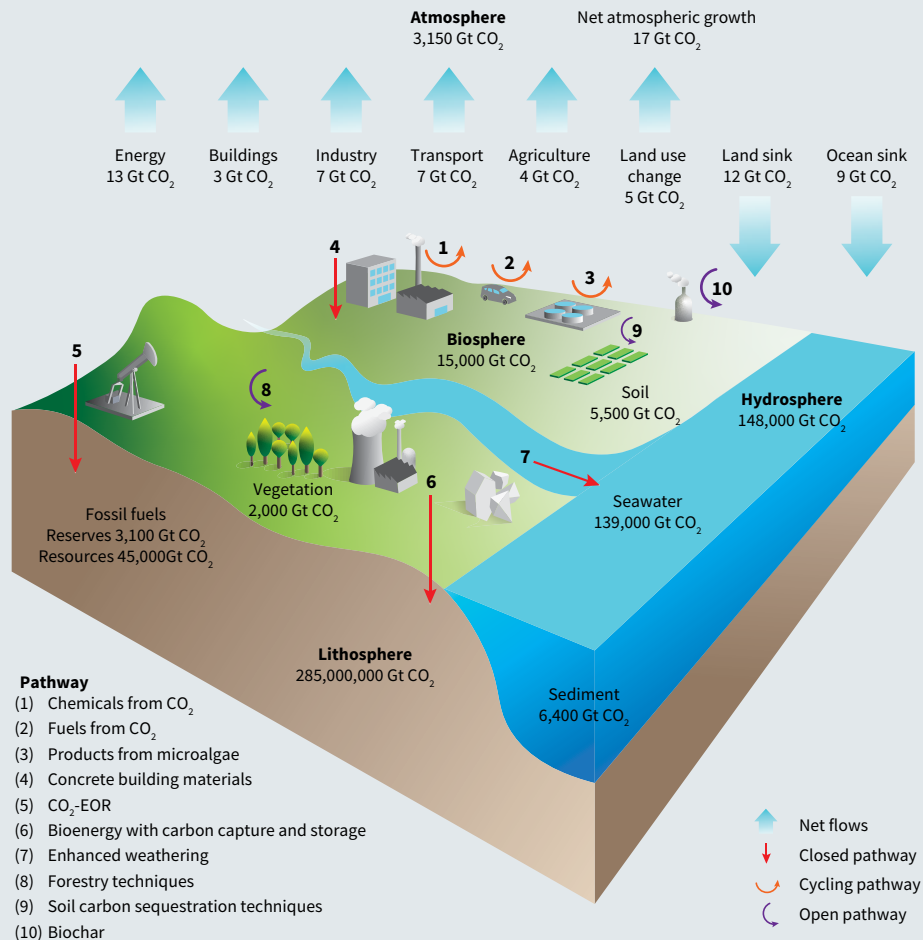 Atmosphere
3,150 Gt CO₂
Net atmospheric growth
17 Gt CO₂
Energy
13 Gt CO₂
Buildings
3 Gt CO₂
Industry
7 Gt CO₂
Transport
7 Gt CO₂
Agriculture
4 Gt CO₂
Land use
change
5 Gt CO₂
Land sink
12 Gt CO₂
Ocean sink
9 Gt CO₂
4
1
2
3
10
9
Biosphere
15,000 Gt CO₂
5
8
Soil
5,500 Gt CO₂
Hydrosphere
148,000 Gt CO₂
7
6
Vegetation
2,000 Gt CO₂
Seawater
139,000 Gt CO₂
Fossil fuels
Reserves 3,100 Gt CO₂
Resources 45,000Gt CO₂
Lithosphere
285,000,000 Gt CO₂
Sediment
6,400 Gt CO₂
Pathway
(1) Chemicals from CO₂
(2) Fuels from CO₂
(3) Products from microalgae
(4) Concrete building materials
(5) CO₂-EOR
(6) Bioenergy with carbon capture and storage
(7) Enhanced weathering
(8) Forestry techniques
(9) Soil carbon sequestration techniques
(10) Biochar
Net flows
Closed pathway
Cycling pathway
Open pathway